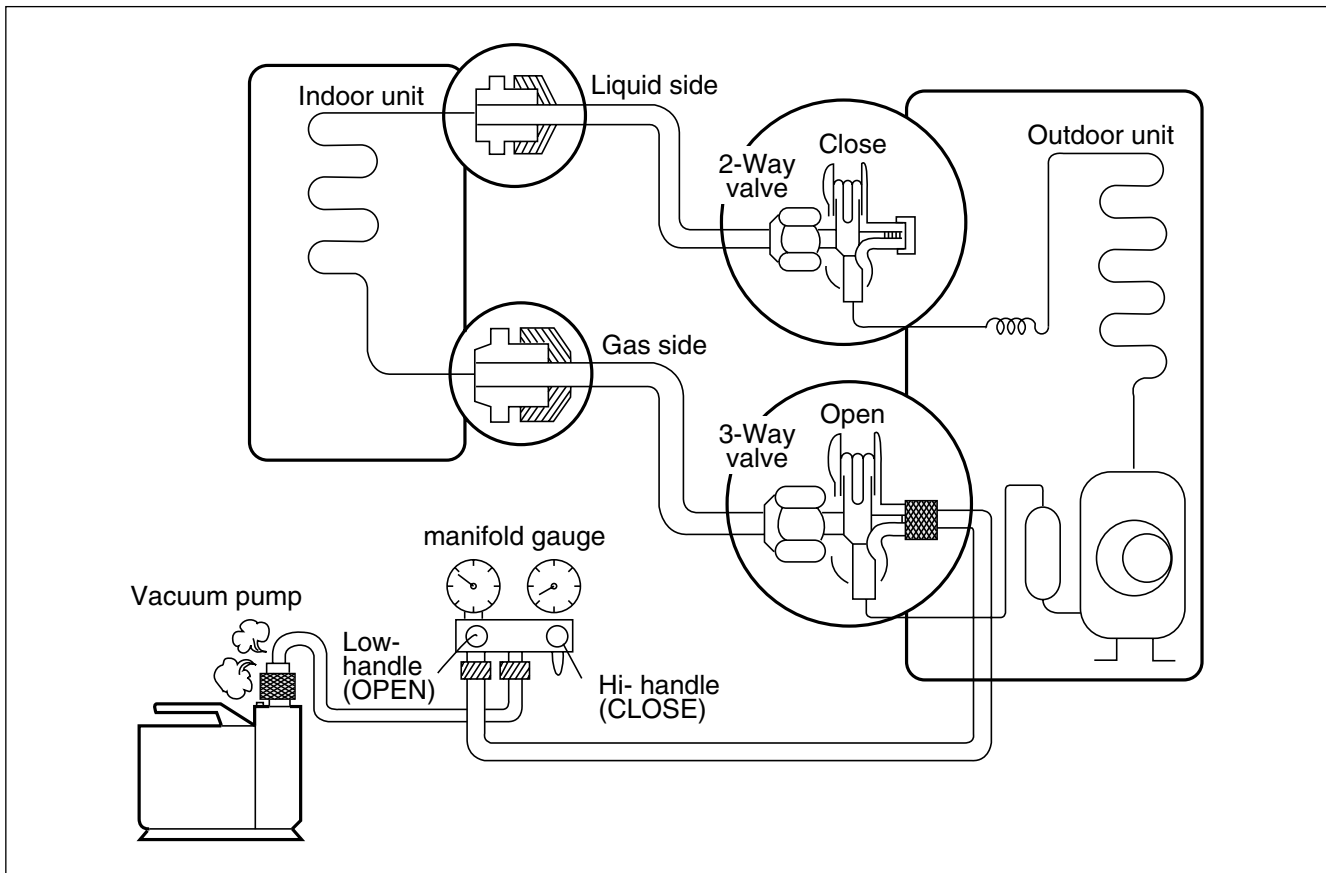 Indoor unit
Liquid side
Close
2-Way
valve
Outdoor unit
Gas side
Open
3-Way
valve
manifold gauge
Vacuum pump
Low-
handle
(OPEN)
Hi- handle
(CLOSE)